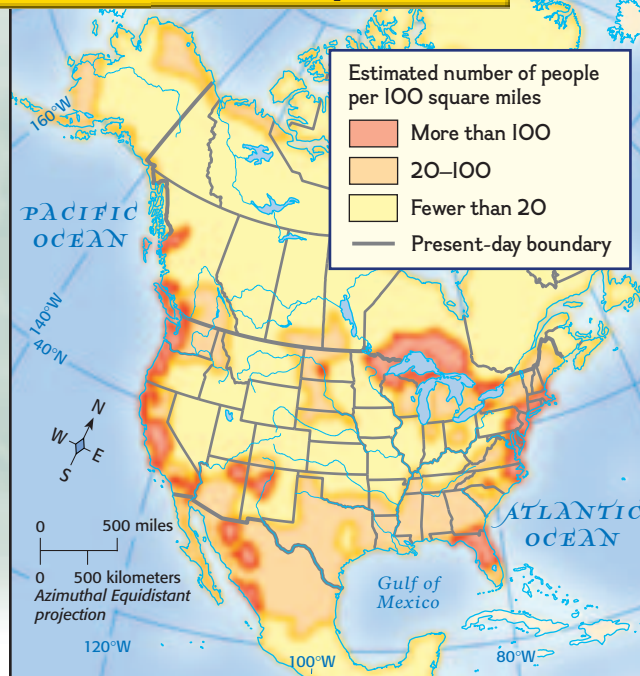 Estimated number of people
per 100 square miles
More than 100
20–100
Fewer than 20
Present-day boundary
160°W
PACIFIC
OCEAN
140°W
40°N
N
W
E
S
0
500 miles
0
500 kilometers
Azimuthal Equidistant
projection
ATLANTIC
OCEAN
Gulf of
Mexico
120°W
100°W
80°W